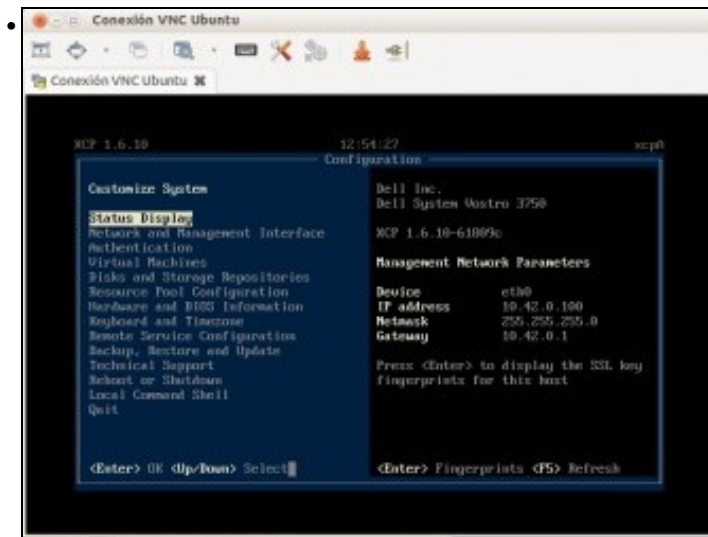 Conexión VNC Ubuntu
Conexión VNC Ubuntu
XCP 1.6.10 12:54:27 xcp0
Configuration
Customize System
Status Display
Network and Management Interface
Authentication
Virtual Machines
Disks and Storage Repositories
Resource Pool Configuration
Hardware and BIOS Information
Keyboard and Timezone
Remote Service Configuration
Backup, Restore and Update
Technical Support
Reboot or Shutdown
Local Command Shell
Quit
<Enter> OK <Up/Down> Select
Dell Inc.
Dell System Vostro 3750
XCP 1.6.10-61809c
Management Network Parameters
Device eth0
IP address 10.42.0.100
Netmask 255.255.255.0
Gateway 10.42.0.1
Press <Enter> to display the SSL key
fingerprints for this host
<Enter> Fingerprints <F5> Refresh